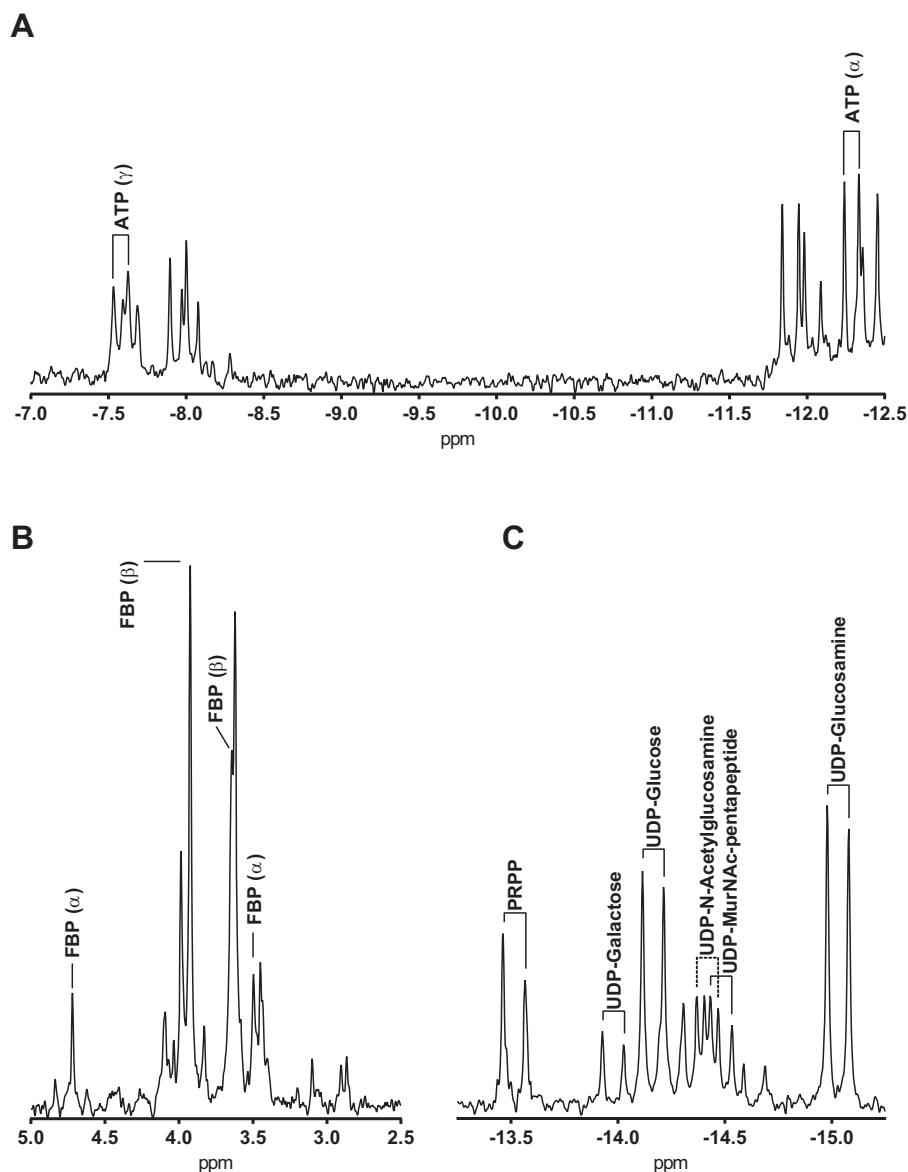 A
ATP (γ)
ATP (α)
-7.0 -7.5 -8.0 -8.5 -9.0 -9.5 -10.0 -10.5 -11.0 -11.5 -12.0 -12.5
ppm
B
FBP (α)
FBP (β)
FBP (β)
FBP (α)
5.0 4.5 4.0 3.5 3.0 2.5
ppm
C
PRPP
UDP-Galactose
UDP-Glucose
UDP-N-Acetylglucosamine
UDP-MurNAc-pentapeptide
UDP-Glucosamine
-13.5 -14.0 -14.5 -15.0
ppm